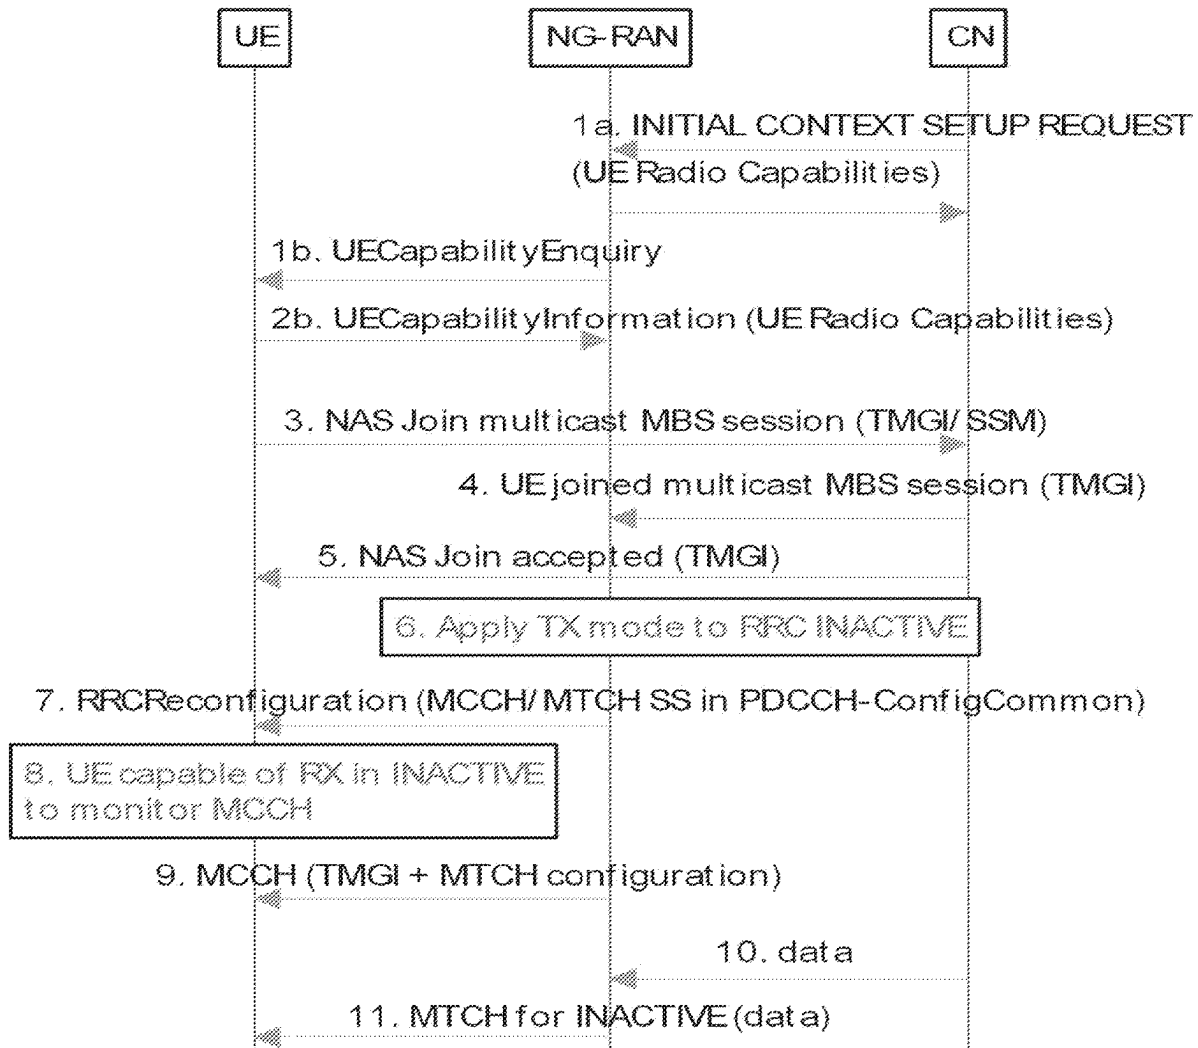 UE
NG-RAN
CN
1a. INITIAL CONTEXT SETUP REQUEST
(UE Radio Capabilities)
1b. UECapabilityEnquiry
2b. UECapabilityInformation (UE Radio Capabilities)
3. NAS Join multicast MBS session (TMGI/SSM)
4. UE joined multicast MBS session (TMGI)
5. NAS Join accepted (TMGI)
6. Apply TX mode to RRC INACTIVE
7. RRCReconfiguration (MCCH/MTCH SS in PDCCH-ConfigCommon)
8. UE capable of RX in INACTIVE
to monitor MCCH
9. MCCH (TMGI + MTCH configuration)
10. data
11. MTCH for INACTIVE (data)